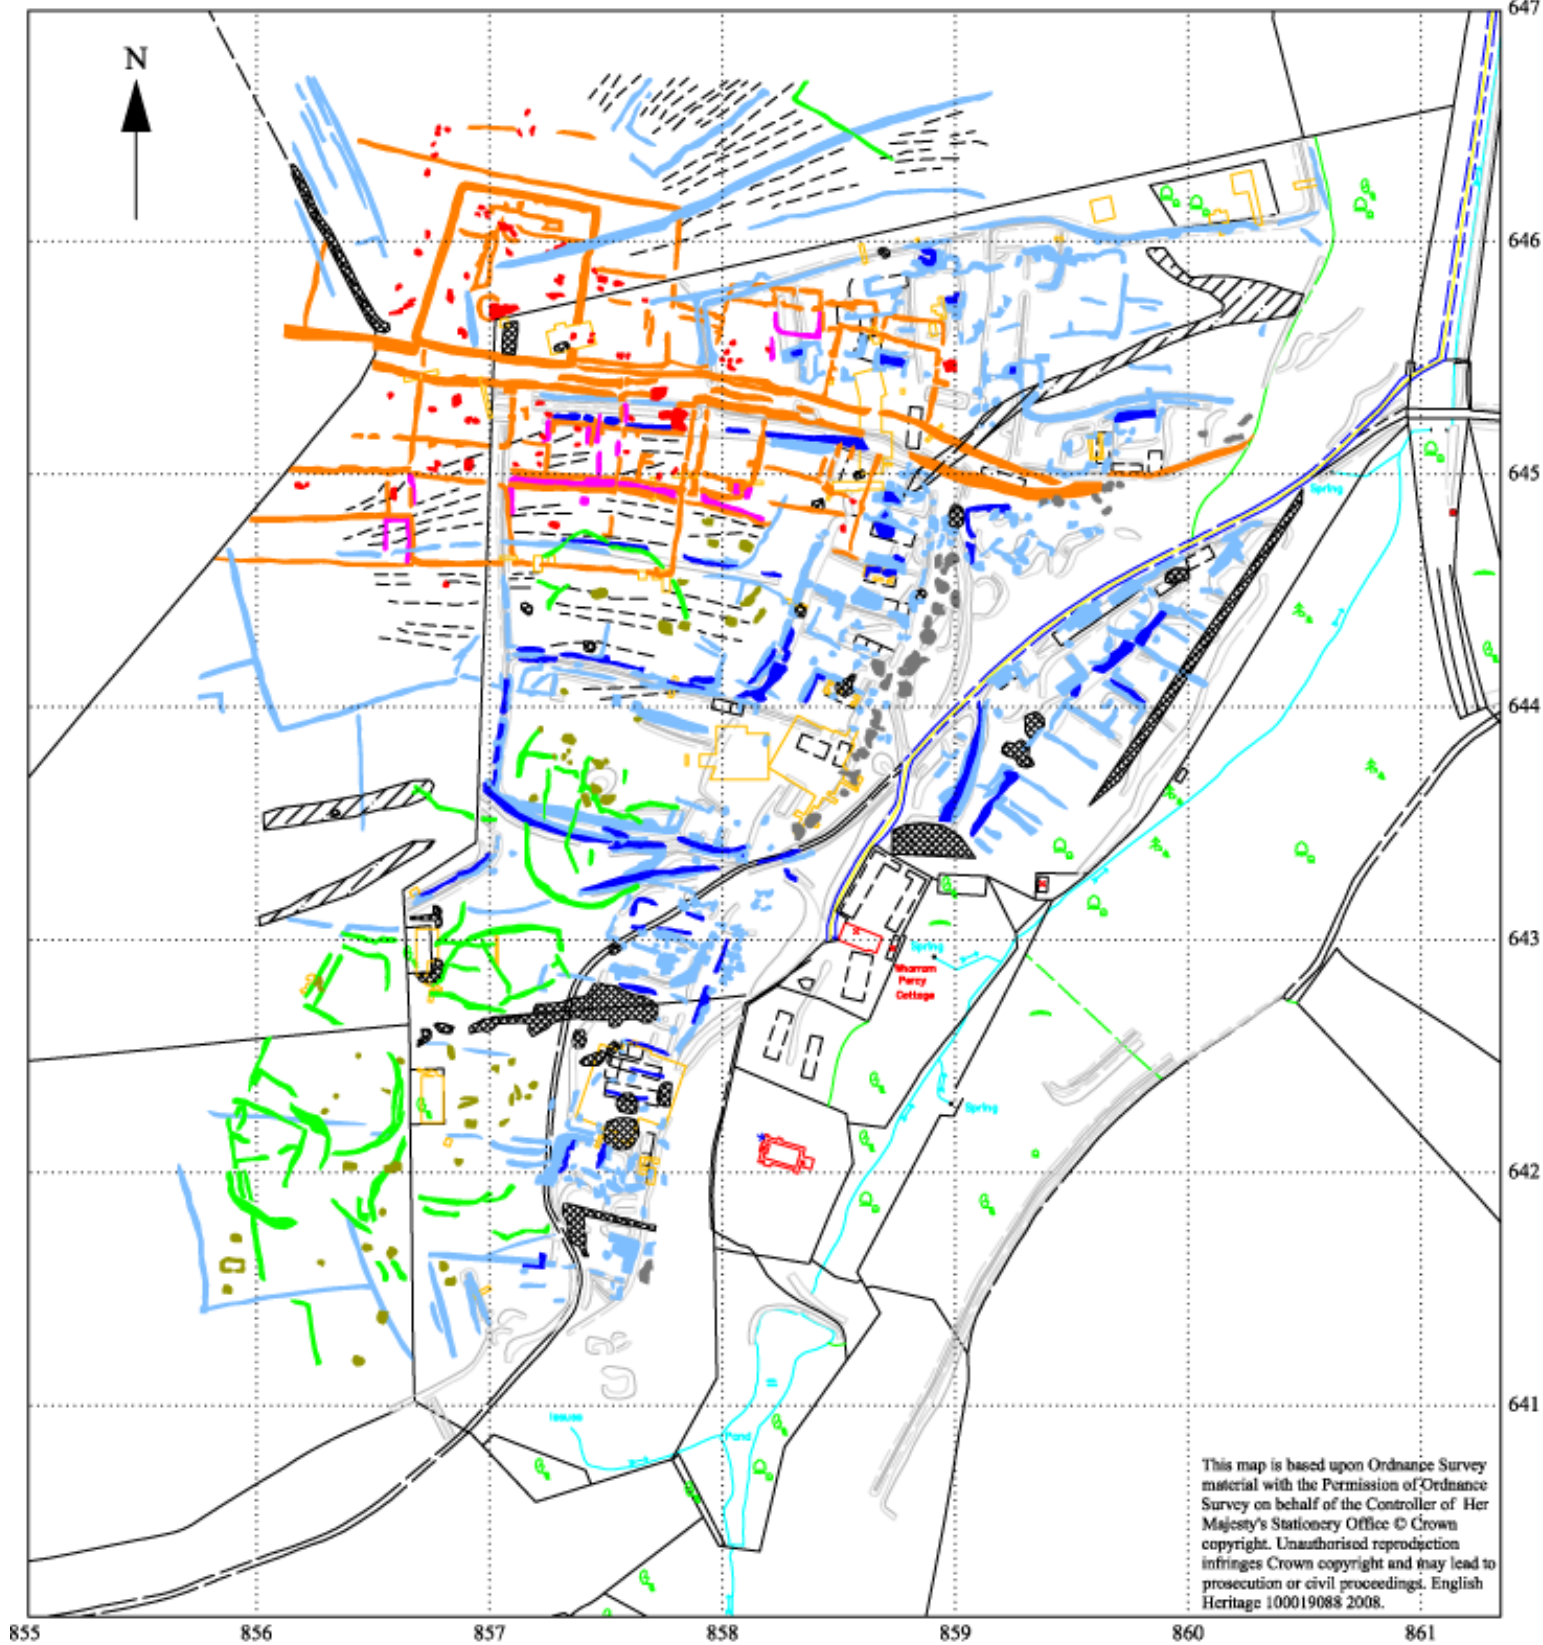 647
N
646
645
Spring
644
643
Spring
Wharram
Percy
Cottage
Spring
642
641
Issues
Pond
This map is based upon Ordnance Survey
material with the Permission of Ordnance
Survey on behalf of the Controller of Her
Majesty's Stationery Office © Crown
copyright. Unauthorised reproduction
infringes Crown copyright and may lead to
prosecution or civil proceedings. English
Heritage 100019088 2008.
855 856 857 858 859 860 861